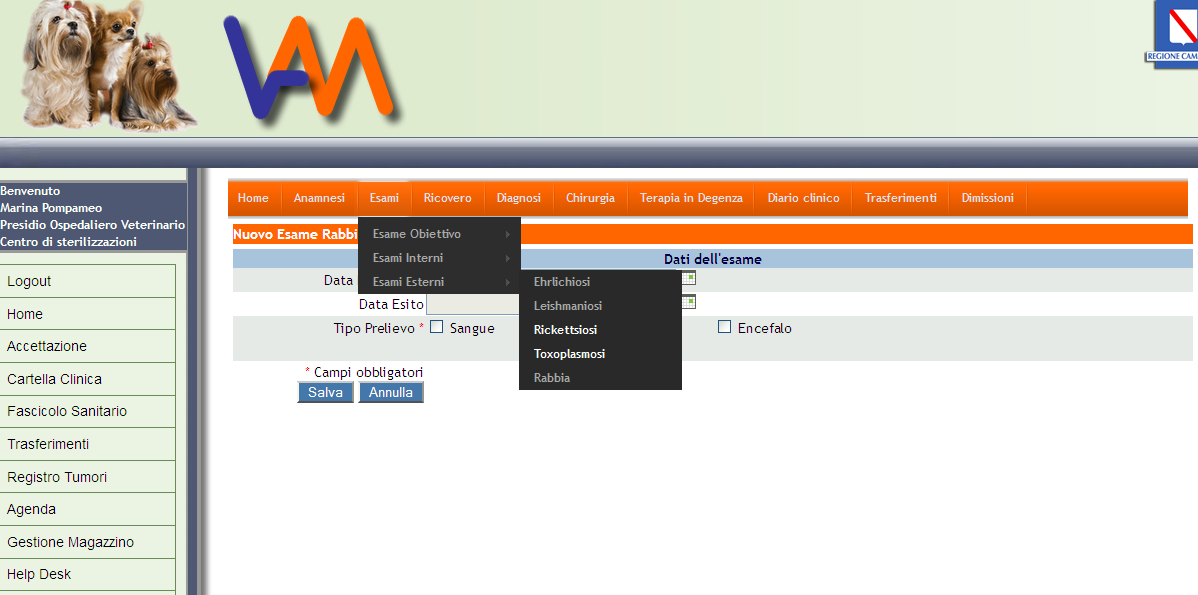 VAM
REGIONE CAM
Benvenuto
Marina Pompameo
Presidio Ospedaliero Veterinario
Centro di sterilizzazioni
Logout
Home
Accettazione
Cartella Clinica
Fascicolo Sanitario
Trasferimenti
Registro Tumori
Agenda
Gestione Magazzino
Help Desk
Home Anamnesi Esami Ricovero Diagnosi Chirurgia Terapia in Degenza Diario clinico Trasferimenti Dimissioni
Nuovo Esame Rabbi
Esame Obiettivo
Esami Interni
Esami Esterni
Ehrlichiosi
Leishmaniosi
Rickettsiosi
Toxoplasmosi
Rabbia
Dati dell'esame
Data
Data Esito
Tipo Prelievo * Sangue Encefalo
* Campi obbligatori
Salva Annulla